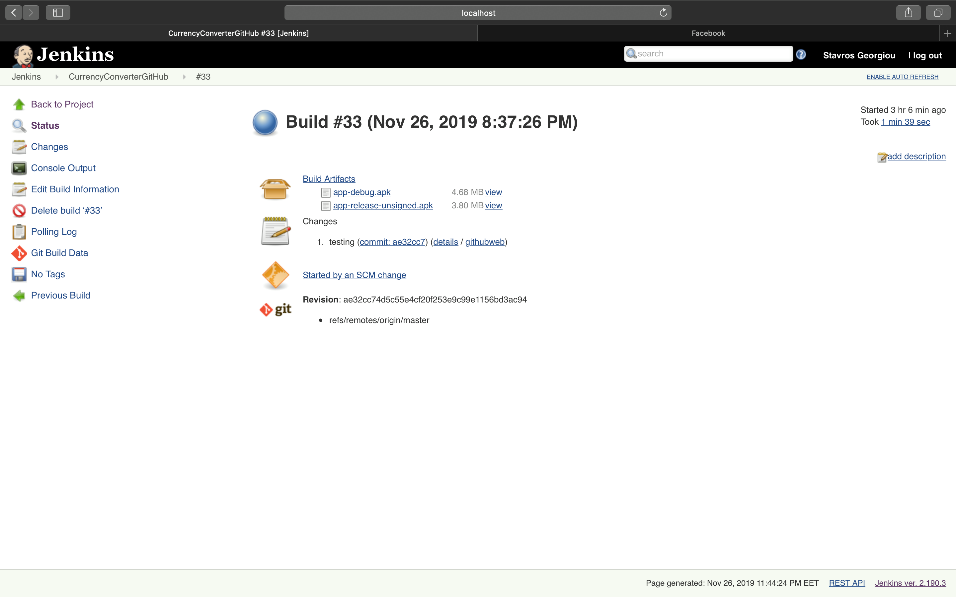 localhost
CurrencyConverterGitHub #33 [Jenkins]
Facebook
Jenkins
search
Stavros Georgiou
log out
Jenkins
CurrencyConverterGitHub
#33
ENABLE AUTO REFRESH
Back to Project
Status
Changes
Console Output
Edit Build Information
Delete build ‘#33’
Polling Log
Git Build Data
No Tags
Previous Build
Build #33 (Nov 26, 2019 8:37:26 PM)
Started 3 hr 6 min ago
Took 1 min 39 sec
add description
Build Artifacts
app-debug.apk 4.68 MB view
app-release-unsigned.apk 3.80 MB view
Changes
1. testing (commit: ae32cc7) (details / githubweb)
Started by an SCM change
git
Revision: ae32cc74d5c55e4cf20f253e9c99e1156bd3ac94
refs/remotes/origin/master
Page generated: Nov 26, 2019 11:44:24 PM EET REST API Jenkins ver. 2.190.3